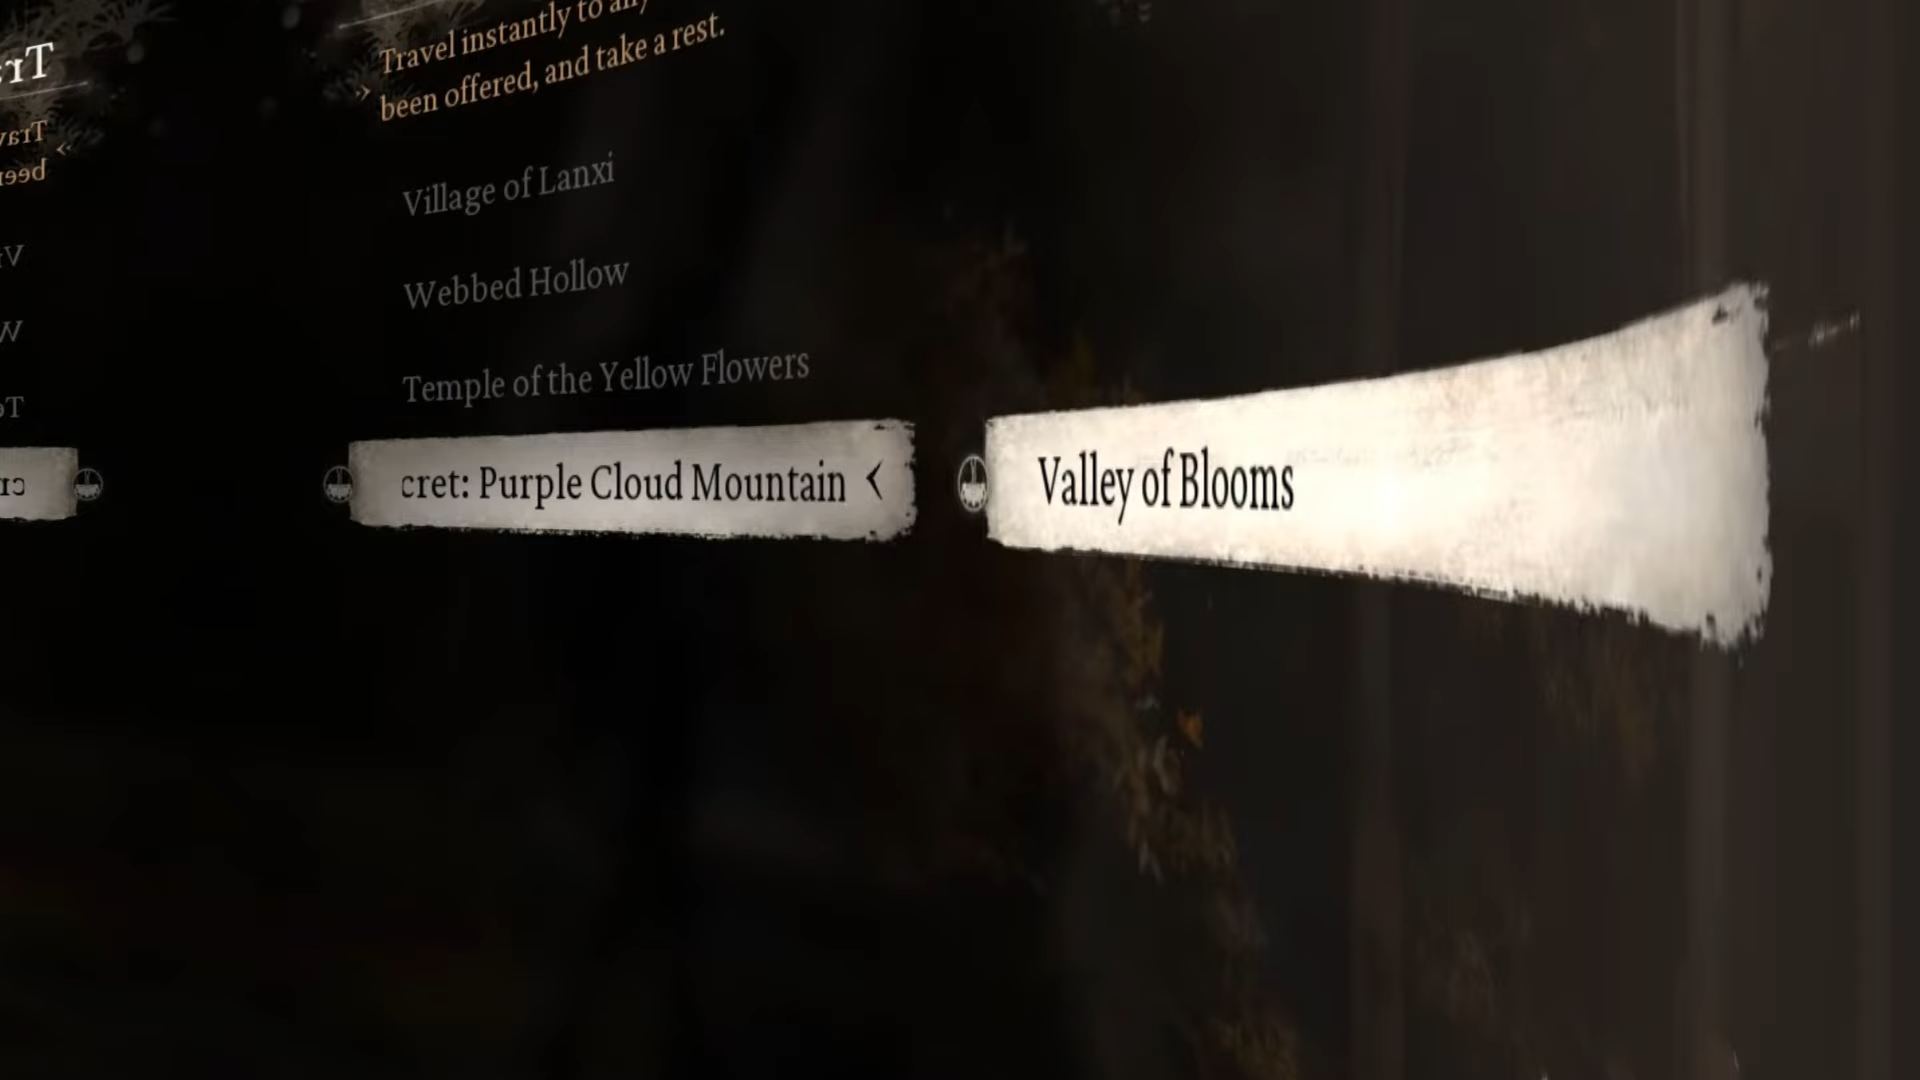 Travel instantly to any
been offered, and take a rest.
Village of Lanxi
Webbed Hollow
Temple of the Yellow Flowers
cret: Purple Cloud Mountain
Valley of Blooms